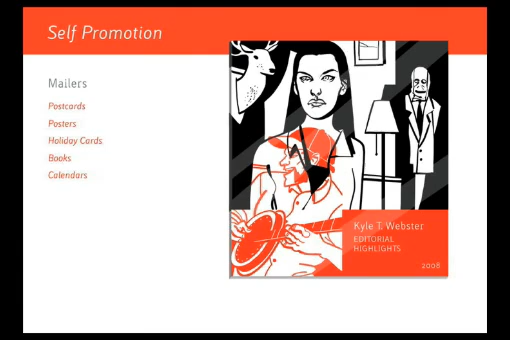 Self Promotion
Mailers
Postcards
Posters
Holiday Cards
Books
Calendars
Kyle T. Webster
EDITORIAL
HIGHLIGHTS
2008